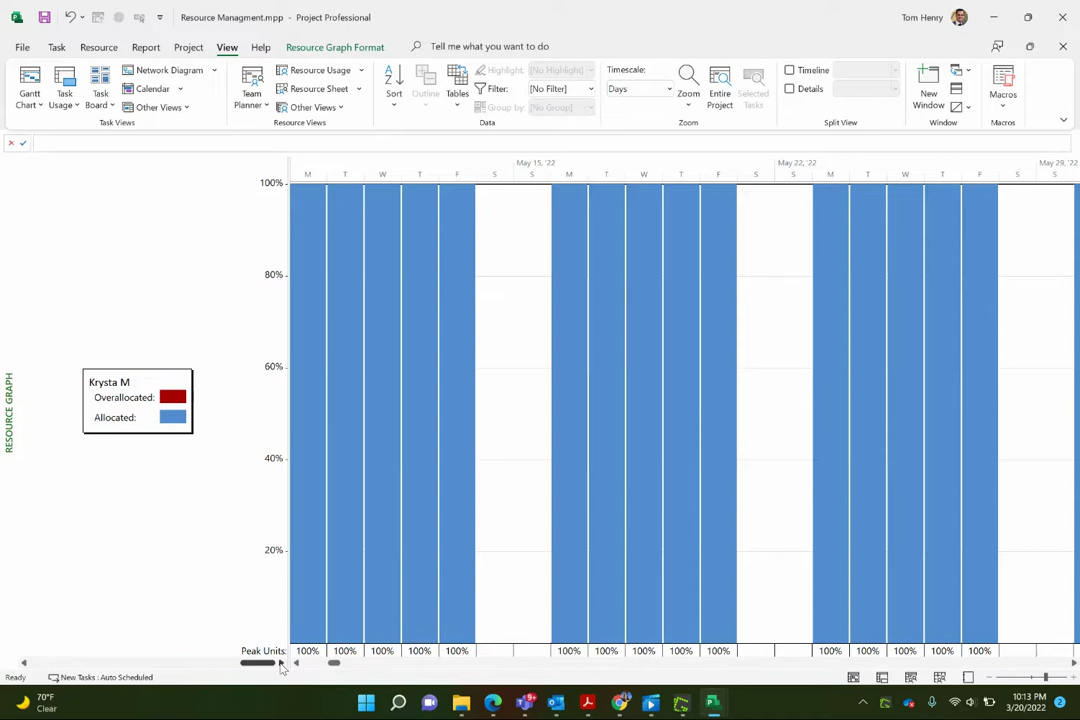 Resource Managment.mpp - Project Professional
Tom Henry
File Task Resource Report Project View Help Resource Graph Format Tell me what you want to do
Gantt Chart
Task Usage
Task Board
Network Diagram
Calendar
Other Views
Task Views
Team Planner
Resource Usage
Resource Sheet
Other Views
Resource Views
Sort
Outline
Tables
Highlight: [No Highlight]
Filter: [No Filter]
Group by: [No Group]
Data
Timescale:
Days
Zoom
Entire Project
Selected Tasks
Zoom
Timeline
Details
Split View
New Window
Window
Macros
Macros
May 15, '22 May 22, '22 May 29, '22
M T W T F S S M T W T F S S M T W T F S S
100%
80%
60%
40%
20%
RESOURCE GRAPH
Krysta M
Overallocated:
Allocated:
Peak Units: 100% 100% 100% 100% 100% 100% 100% 100% 100% 100% 100% 100% 100% 100% 100%
Ready New Tasks : Auto Scheduled
70°F
Clear
10:13 PM
3/20/2022
2